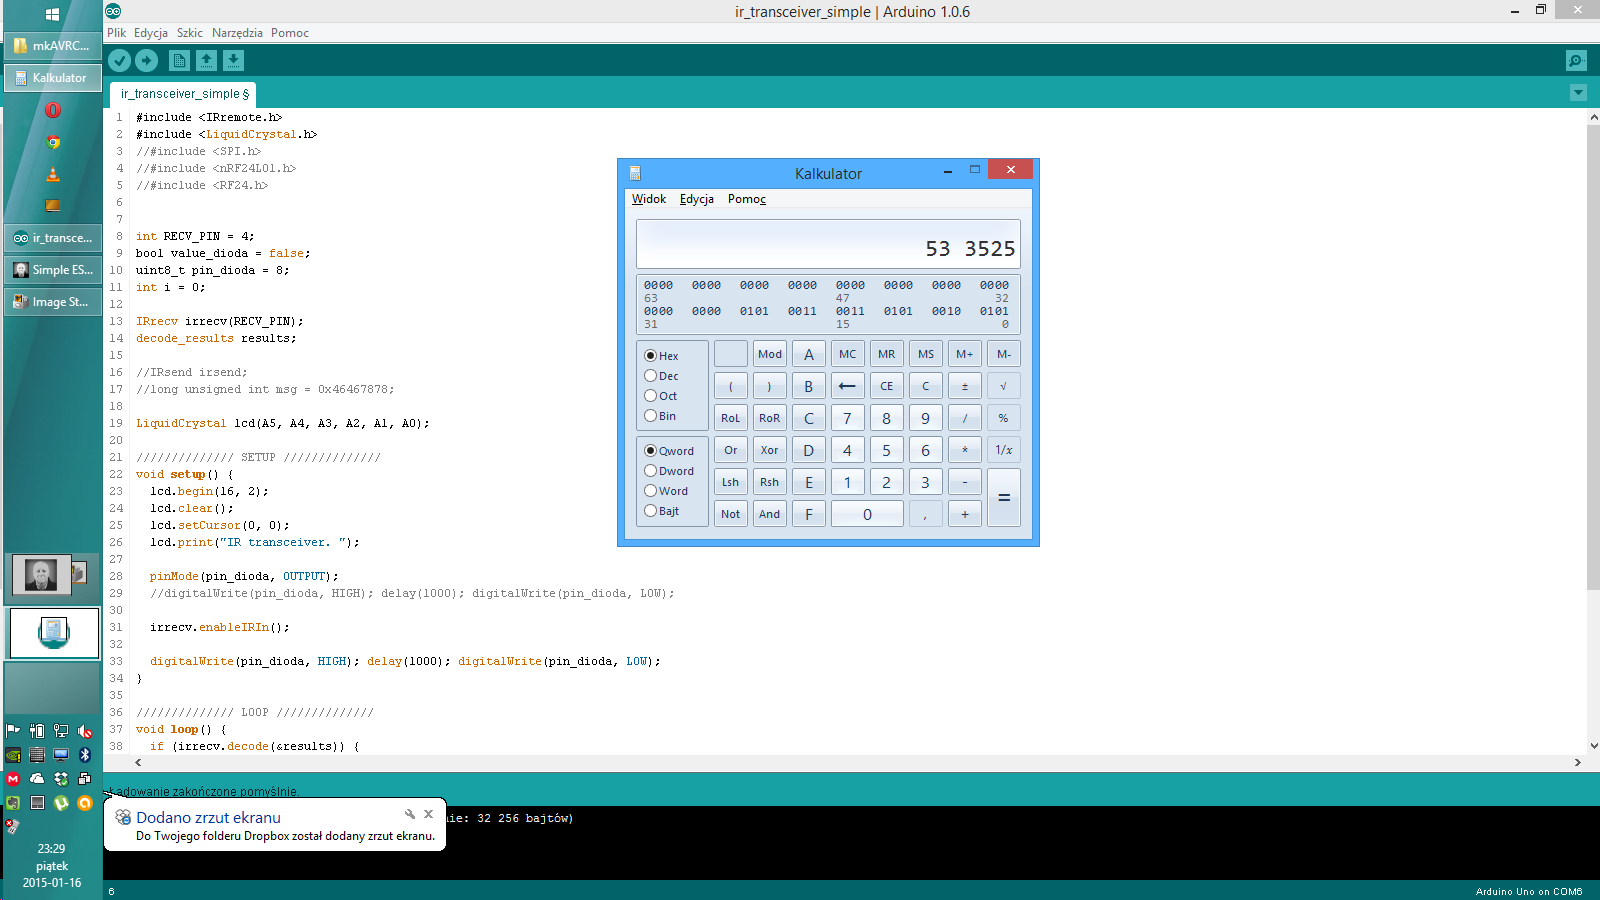 ir_transceiver_simple | Arduino 1.0.6
Plik Edycja Szkic Narzędzia Pomoc
ir_transceiver_simple §
1 #include <IRremote.h>
2 #include <LiquidCrystal.h>
3 //#include <SPI.h>
4 //#include <nRF24L01.h>
5 //#include <RF24.h>
6
7
8 int RECV_PIN = 4;
9 bool value_dioda = false;
10 uint8_t pin_dioda = 8;
11 int i = 0;
12
13 IRrecv irrecv(RECV_PIN);
14 decode_results results;
15
16 //IRsend irsend;
17 //long unsigned int msg = 0x46467878;
18
19 LiquidCrystal lcd(A5, A4, A3, A2, A1, A0);
20
21 ////////////// SETUP //////////////
22 void setup() {
23 lcd.begin(16, 2);
24 lcd.clear();
25 lcd.setCursor(0, 0);
26 lcd.print("IR transceiver. ");
27
28 pinMode(pin_dioda, OUTPUT);
29 //digitalWrite(pin_dioda, HIGH); delay(1000); digitalWrite(pin_dioda, LOW);
30
31 irrecv.enableIRIn();
32
33 digitalWrite(pin_dioda, HIGH); delay(1000); digitalWrite(pin_dioda, LOW);
34 }
35
36 ////////////// LOOP //////////////
37 void loop() {
38 if (irrecv.decode(&results)) {
Kalkulator
Widok Edycja Pomoc
53 3525
0000 0000 0000 0000 0000 0000 0000 0000
63 47 32
0000 0000 0101 0011 0011 0101 0010 0101
31 15 0
Hex
Dec
Oct
Bin
Qword
Dword
Word
Bajt
Mod A MC MR MS M+ M-
( ) B ← CE C ± √
RoL RoR C 7 8 9 / %
Or Xor D 4 5 6 * 1/x
Lsh Rsh E 1 2 3 - =
Not And F 0 , +
mkAVRC...
Kalkulator
ir_transce...
Simple ES...
Image St...
23:29
piątek
2015-01-16
Ładowanie zakończone pomyślnie.
Dodano zrzut ekranu
Do Twojego folderu Dropbox został dodany zrzut ekranu.
nie: 32 256 bajtów)
6
Arduino Uno on COM6